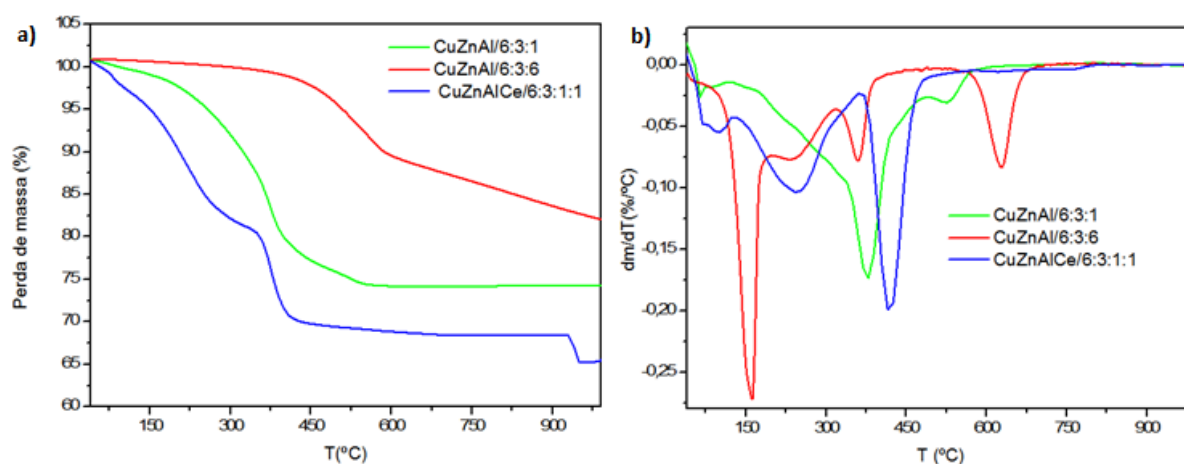 a)
105
100
95
90
85
80
75
70
65
60
Perda de massa (%)
CuZnAl/6:3:1
CuZnAl/6:3:6
CuZnAlCe/6:3:1:1
150 300 450 600 750 900
T(ºC)
b)
0,00
-0,05
-0,10
-0,15
-0,20
-0,25
dm/dT(%/ºC)
CuZnAl/6:3:1
CuZnAl/6:3:6
CuZnAlCe/6:3:1:1
150 300 450 600 750 900
T (ºC)